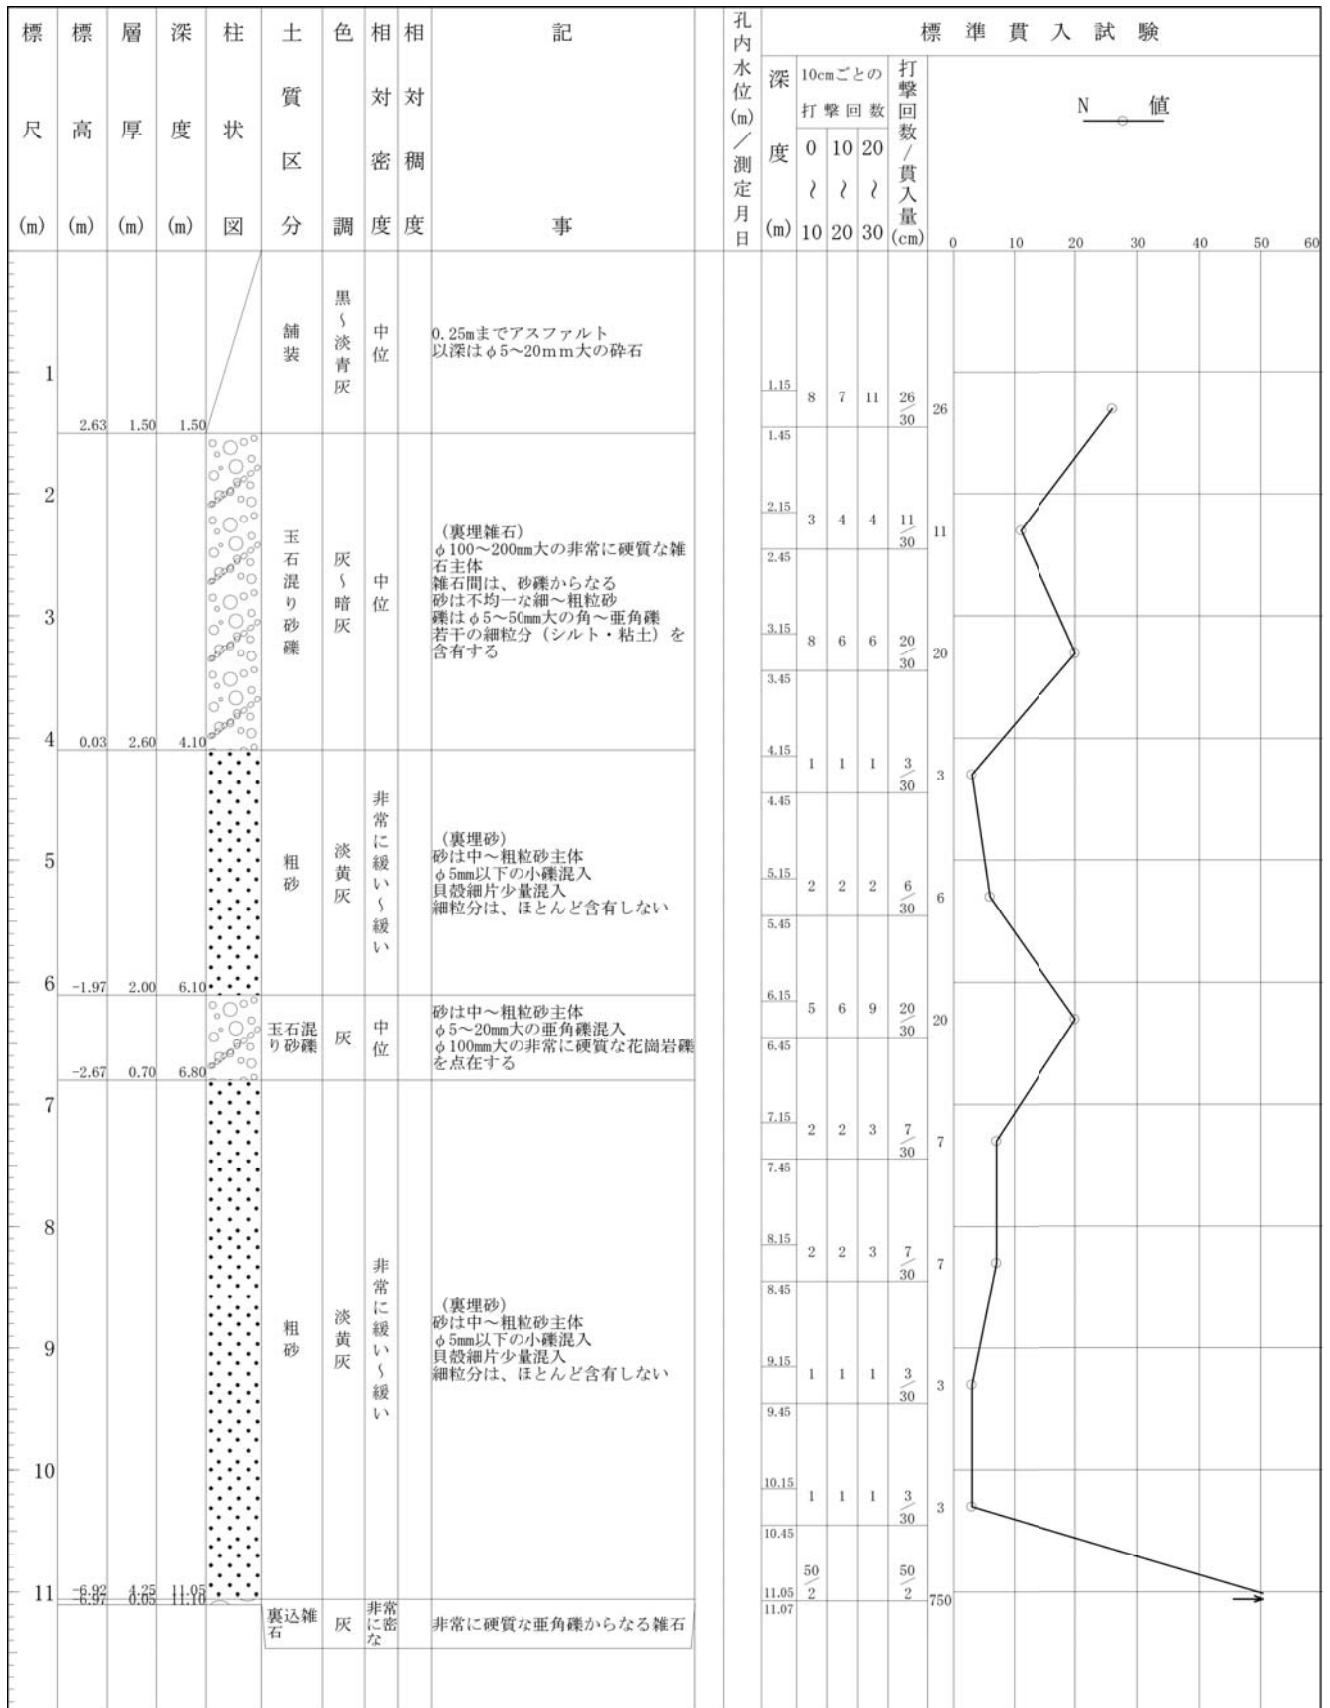 標尺(m)
標高(m)
層厚(m)
深度(m)
柱状図
土質区分
色調
相対密度
相対稠度
記事
孔内水位(m)／測定月日
標準貫入試験
深度(m)
10cmごとの
打撃回数
0～10
10～20
20～30
打撃回数/貫入量(cm)
N 値
0 10 20 30 40 50 60
舗装
黒～淡青灰
中位
0.25mまでアスファルト
以深はφ5～20mm大の砕石
1
1.15 8 7 11 26/30 26
1.45
2.63 1.50 1.50
2
玉石混り砂礫
灰～暗灰
中位
(裏埋雑石)
φ100～200mm大の非常に硬質な雑
石主体
雑石間は、砂礫からなる
砂は不均一な細～粗粒砂
礫はφ5～50mm大の角～亜角礫
若干の細粒分（シルト・粘土）を
含有する
2.15 3 4 4 11/30 11
2.45
3
3.15 8 6 6 20/30 20
3.45
4
0.03 2.60 4.10
4.15 1 1 1 3/30 3
4.45
粗砂
淡黄灰
非常に緩い～緩い
(裏埋砂)
砂は中～粗粒砂主体
φ5mm以下の小礫混入
貝殻細片少量混入
細粒分は、ほとんど含有しない
5
5.15 2 2 2 6/30 6
5.45
6
-1.97 2.00 6.10
玉石混り砂礫
灰
中位
砂は中～粗粒砂主体
φ5～20mm大の亜角礫混入
φ100mm大の非常に硬質な花崗岩礫
を点在する
6.15 5 6 9 20/30 20
6.45
-2.67 0.70 6.80
7
7.15 2 2 3 7/30 7
7.45
8
8.15 2 2 3 7/30 7
8.45
粗砂
淡黄灰
非常に緩い～緩い
(裏埋砂)
砂は中～粗粒砂主体
φ5mm以下の小礫混入
貝殻細片少量混入
細粒分は、ほとんど含有しない
9
9.15 1 1 1 3/30 3
9.45
10
10.15 1 1 1 3/30 3
10.45
11
-6.92 4.25 11.05
-6.97 0.05 11.10
11.05 50/2 50/2 750
11.07
裏込雑石
灰
非常に密な
非常に硬質な亜角礫からなる雑石